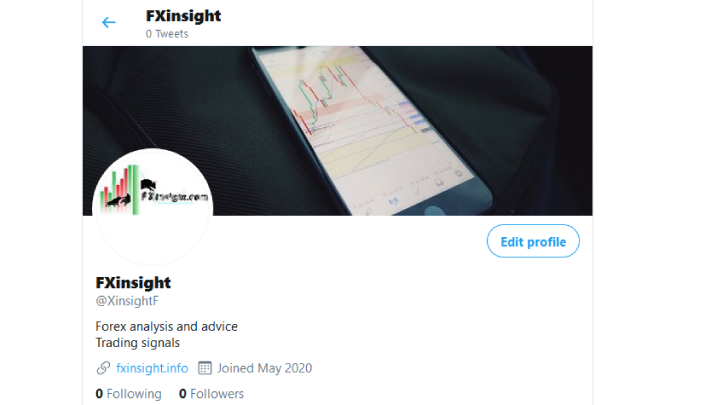 FXinsight
0 Tweets
FXinsight.com
Edit profile
FXinsight
@XinsightF
Forex analysis and advice
Trading signals
fxinsight.info Joined May 2020
0 Following 0 Followers